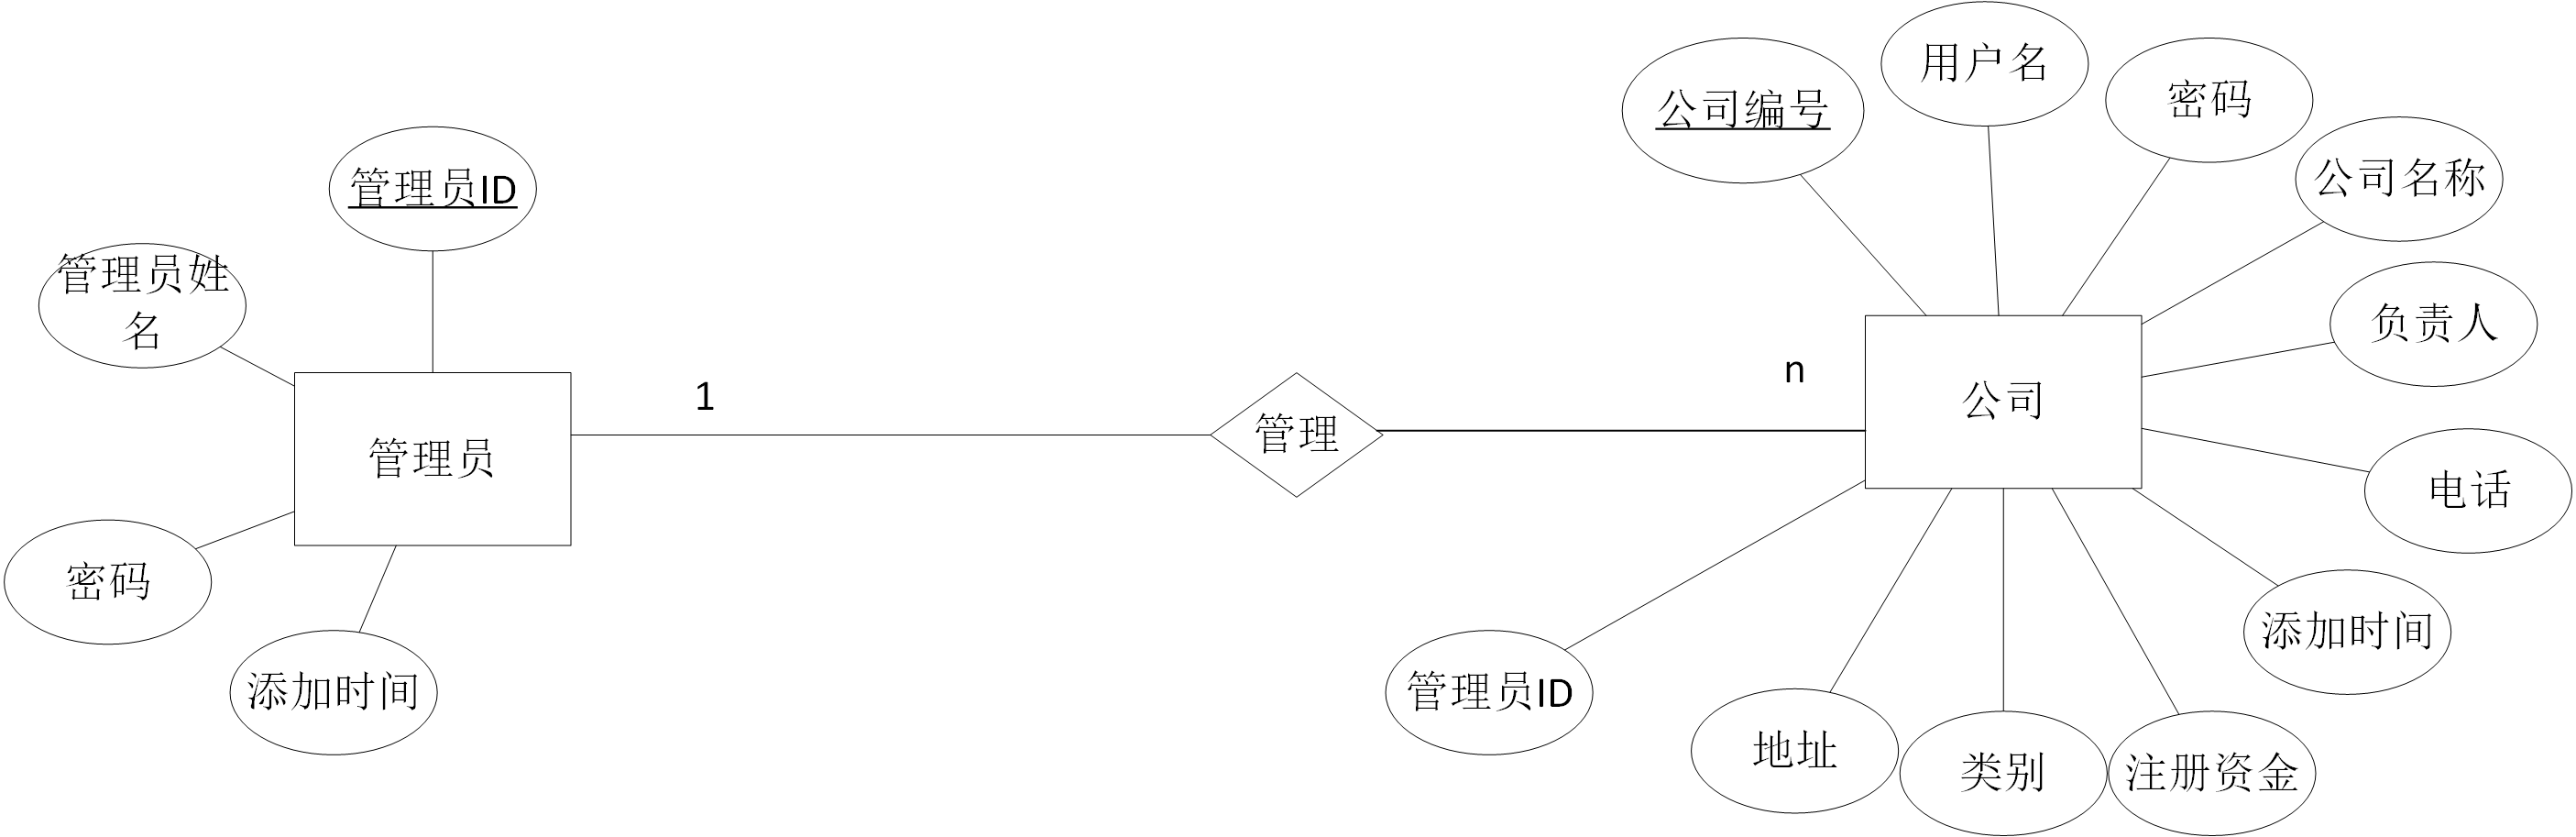 用户名
密码
公司编号
公司名称
管理员ID
管理员姓
名
负责人
1
n
公司
管理
管理员
电话
密码
添加时间
添加时间
管理员ID
地址
类别
注册资金